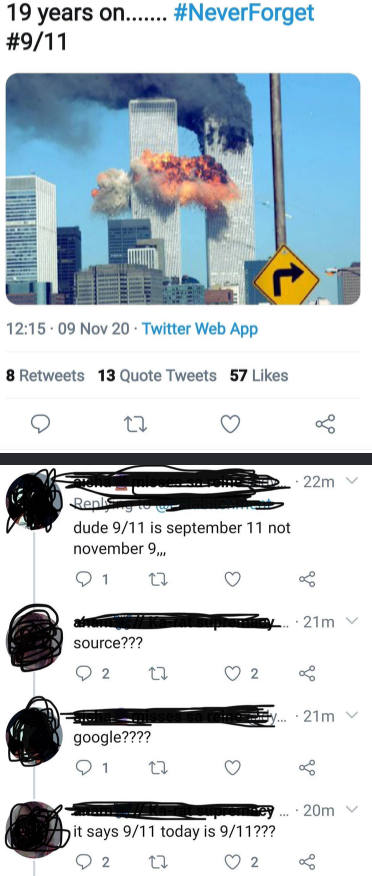 19 years on....... #NeverForget
#9/11
12:15 · 09 Nov 20 · Twitter Web App
8 Retweets 13 Quote Tweets 57 Likes
· 22m
Replying to
dude 9/11 is september 11 not
november 9,,,
1
... · 21m
source???
2 2
... · 21m
google????
1
... · 20m
it says 9/11 today is 9/11???
2 2